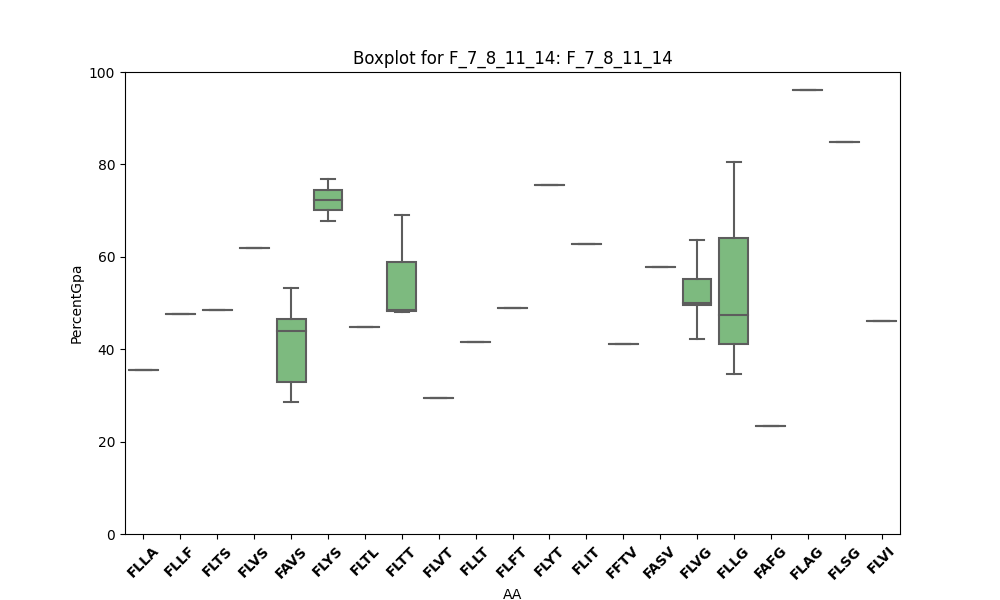 Boxplot for F_7_8_11_14: F_7_8_11_14
PercentGpa
100
80
60
40
20
0
FLLA
FLLF
FLTS
FLVS
FAVS
FLYS
FLTL
FLTT
FLVT
FLLT
FLFT
FLYT
FLIT
FFTV
FASV
FLVG
FLLG
FAFG
FLAG
FLSG
FLVI
AA